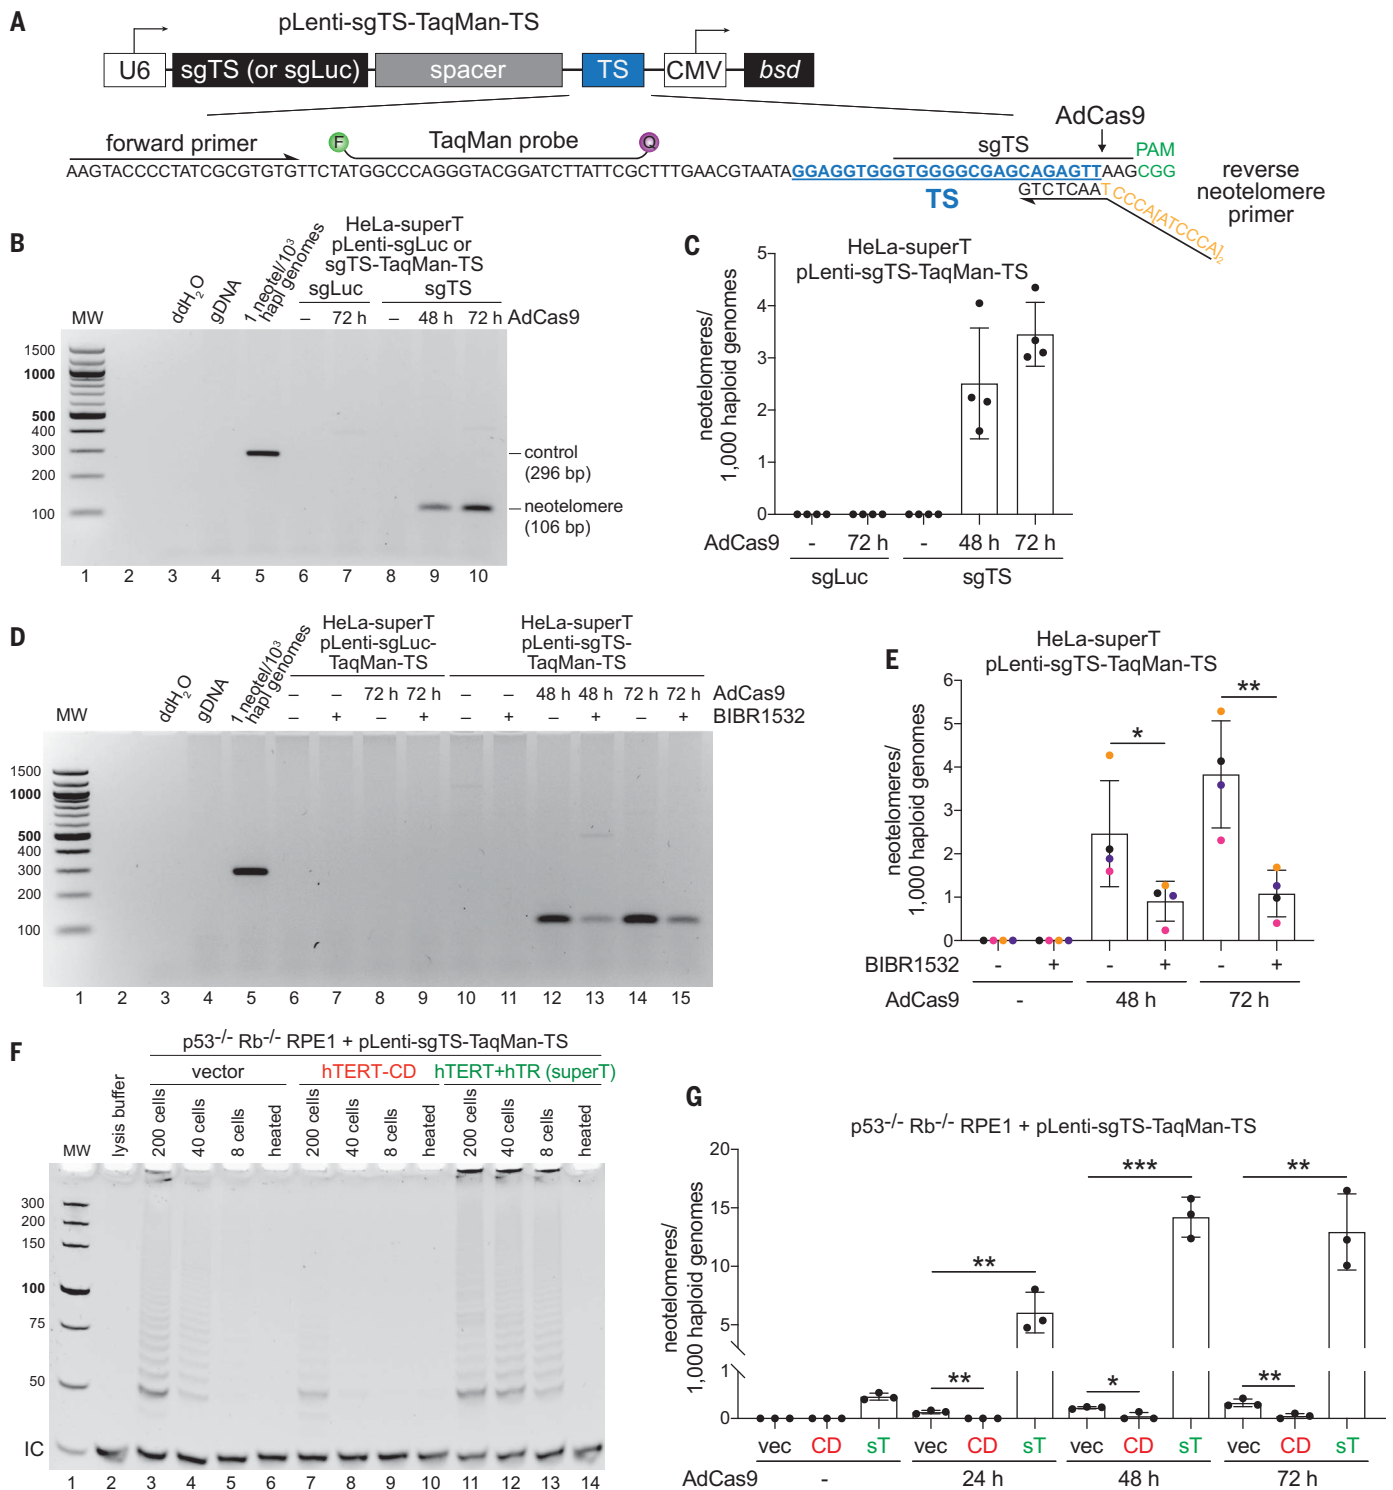 A
pLenti-sgTS-TaqMan-TS
U6
sgTS (or sgLuc)
spacer
TS
CMV
bsd
AdCas9
forward primer
F
TaqMan probe
Q
sgTS
PAM
AAGTACCCCTATCGCGTGTGTTCTATGGCCCAGGGTACGGATCTTATTCGCTTTGAACGTAATAGGAGGTGGGTGGGGCGAGCAGAGTTAAGCGG
TS
GTCTCAATCCCA[ATCCCA]2
reverse
neotelomere
primer
B
HeLa-superT
pLenti-sgLuc or
sgTS-TaqMan-TS
sgLuc
sgTS
MW
ddH2O
gDNA
1 neotel/10³
hapl genomes
– 72 h – 48 h 72 h AdCas9
1500
1000
500
400
300
200
100
control
(296 bp)
neotelomere
(106 bp)
1 2 3 4 5 6 7 8 9 10
C
HeLa-superT
pLenti-sgTS-TaqMan-TS
neotelomeres/
1,000 haploid genomes
5
4
3
2
1
0
AdCas9 - 72 h - 48 h 72 h
sgLuc sgTS
D
HeLa-superT
pLenti-sgLuc-
TaqMan-TS
HeLa-superT
pLenti-sgTS-
TaqMan-TS
MW
ddH2O
gDNA
1 neotel/10³
hapl genomes
– – 72 h 72 h – – 48 h 48 h 72 h 72 h AdCas9
– + – + – + – + – + BIBR1532
1500
1000
500
400
300
200
100
1 2 3 4 5 6 7 8 9 10 11 12 13 14 15
E
HeLa-superT
pLenti-sgTS-TaqMan-TS
neotelomeres/
1,000 haploid genomes
6
5
4
3
2
1
0
*
**
BIBR1532 - + - + - +
AdCas9 - 48 h 72 h
F
p53-/- Rb-/- RPE1 + pLenti-sgTS-TaqMan-TS
vector
hTERT-CD
hTERT+hTR (superT)
MW
lysis buffer
200 cells
40 cells
8 cells
heated
200 cells
40 cells
8 cells
heated
200 cells
40 cells
8 cells
heated
300
200
150
100
75
50
IC
1 2 3 4 5 6 7 8 9 10 11 12 13 14
G
p53-/- Rb-/- RPE1 + pLenti-sgTS-TaqMan-TS
neotelomeres/
1,000 haploid genomes
20
15
10
5
1
0
**
**
***
*
**
**
vec CD sT vec CD sT vec CD sT vec CD sT
AdCas9 - 24 h 48 h 72 h